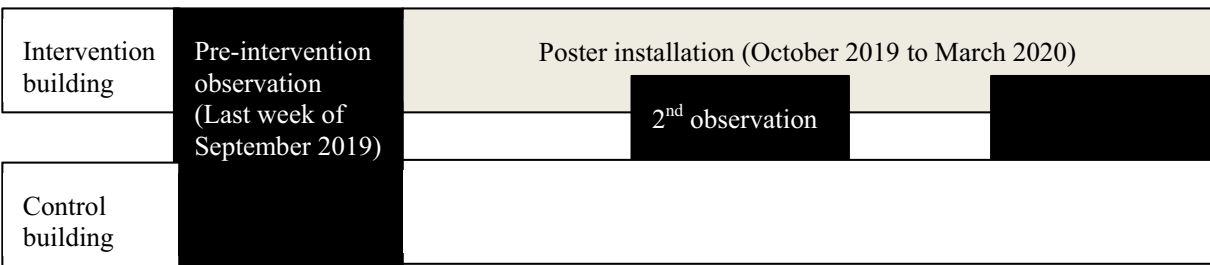 Intervention
building
Pre-intervention
observation
(Last week of
September 2019)
Poster installation (October 2019 to March 2020)
2nd observation
Control
building